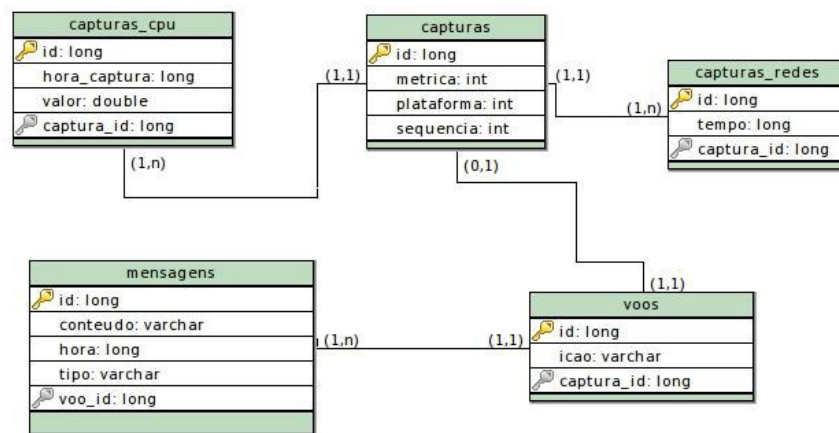 capturas_cpu
id: long
hora_captura: long
valor: double
captura_id: long
(1,n)
(1,1)
capturas
id: long
metrica: int
plataforma: int
sequencia: int
(0,1)
(1,1)
(1,n)
capturas_redes
id: long
tempo: long
captura_id: long
mensagens
id: long
conteudo: varchar
hora: long
tipo: varchar
voo_id: long
(1,n)
(1,1)
(1,1)
voos
id: long
icao: varchar
captura_id: long